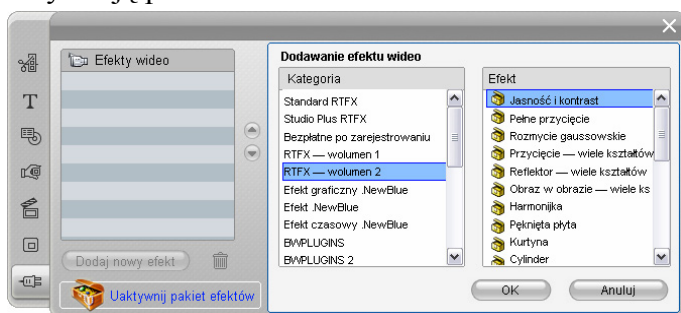 Efekty wideo
Dodaj nowy efekt
Uaktywnij pakiet efektów
Dodawanie efektu wideo
Kategoria
Standard RTFX
Studio Plus RTFX
Bezpłatne po zarejestrowaniu
RTFX — wolumen 1
RTFX — wolumen 2
Efekt graficzny .NewBlue
Efekt .NewBlue
Efekt czasowy .NewBlue
BWPLUGINS
BWPLUGINS 2
Efekt
Jasność i kontrast
Pełne przycięcie
Rozmycie gaussowskie
Przycięcie — wiele kształtów
Reflektor — wiele kształtów
Obraz w obrazie — wiele ks
Harmonijka
Pęknięta płyta
Kurtyna
Cylinder
OK
Anuluj